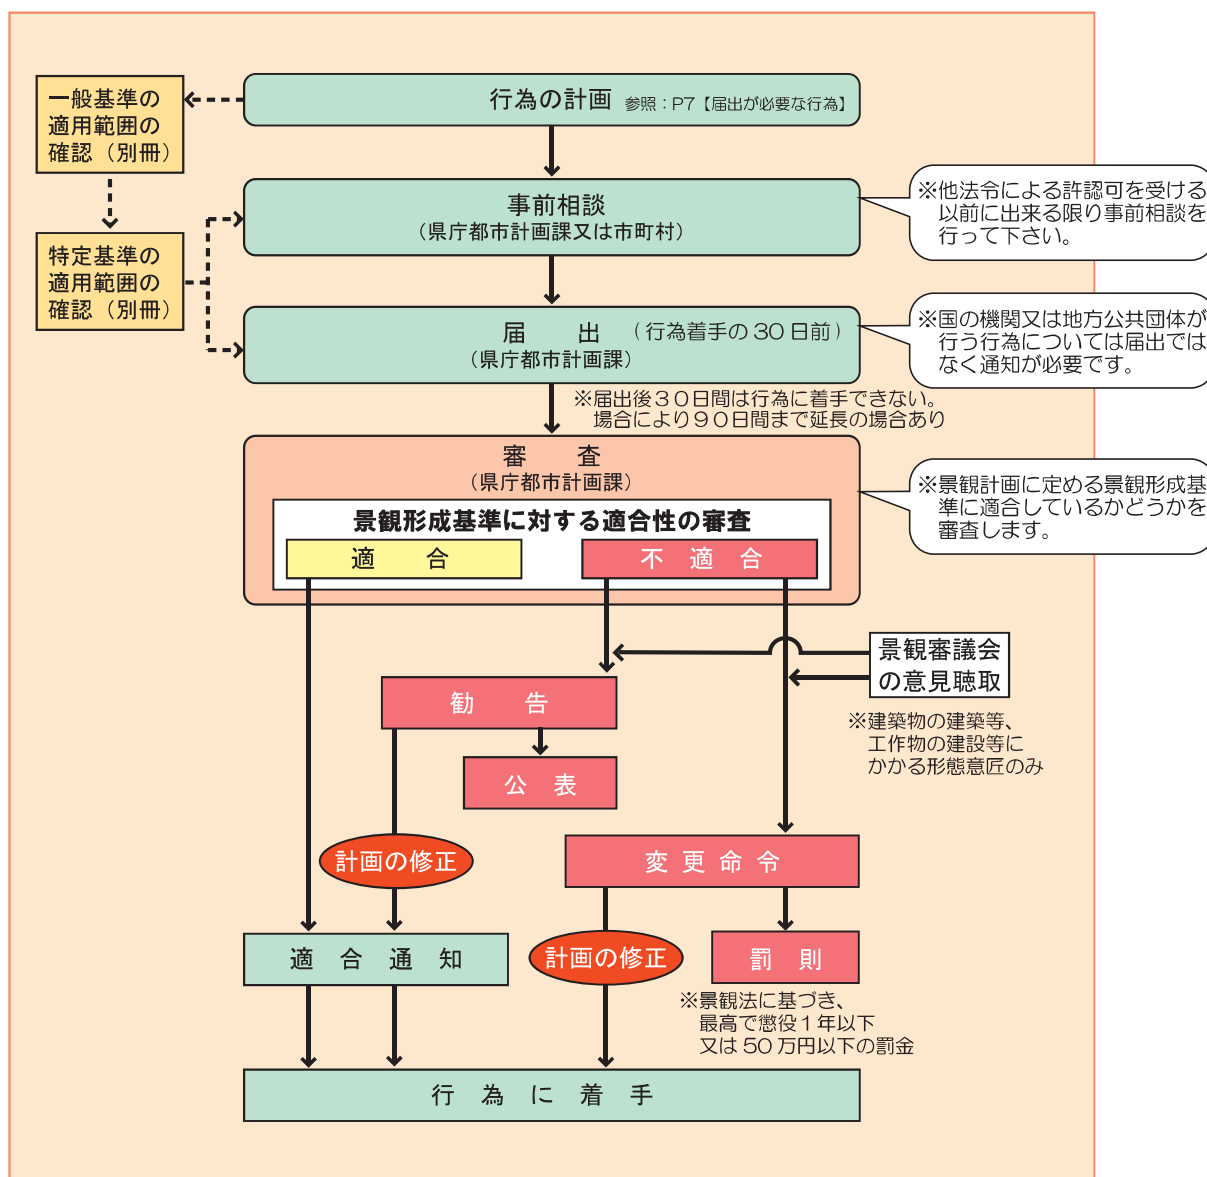 行為の計画 参照：P7【届出が必要な行為】
一般基準の
適用範囲の
確認（別冊）
事前相談
（県庁都市計画課又は市町村）
※他法令による許認可を受ける
以前に出来る限り事前相談を
行って下さい。
特定基準の
適用範囲の
確認（別冊）
届　出　（行為着手の30日前）
（県庁都市計画課）
※国の機関又は地方公共団体が
行う行為については届出では
なく通知が必要です。
※届出後３０日間は行為に着手できない。
場合により９０日間まで延長の場合あり
審　査
（県庁都市計画課）
※景観計画に定める景観形成基
準に適合しているかどうかを
審査します。
景観形成基準に対する適合性の審査
適　合
不　適　合
景観審議会
の意見聴取
※建築物の建築等、
工作物の建設等に
かかる形態意匠のみ
勧　告
公　表
計画の修正
変　更　命　令
適　合　通　知
計画の修正
罰　則
※景観法に基づき、
最高で懲役１年以下
又は 50 万円以下の罰金
行　為　に　着　手